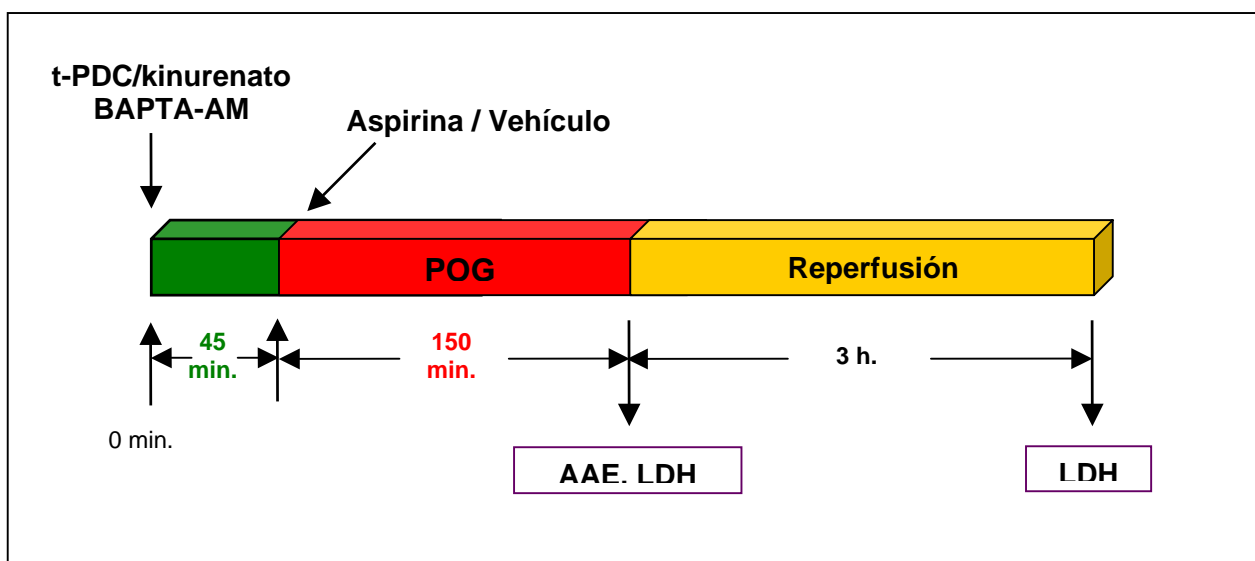 t-PDC/kinurenato
BAPTA-AM
Aspirina / Vehículo
POG
Reperfusión
45
min.
150
min.
3 h.
0 min.
AAE. LDH
LDH